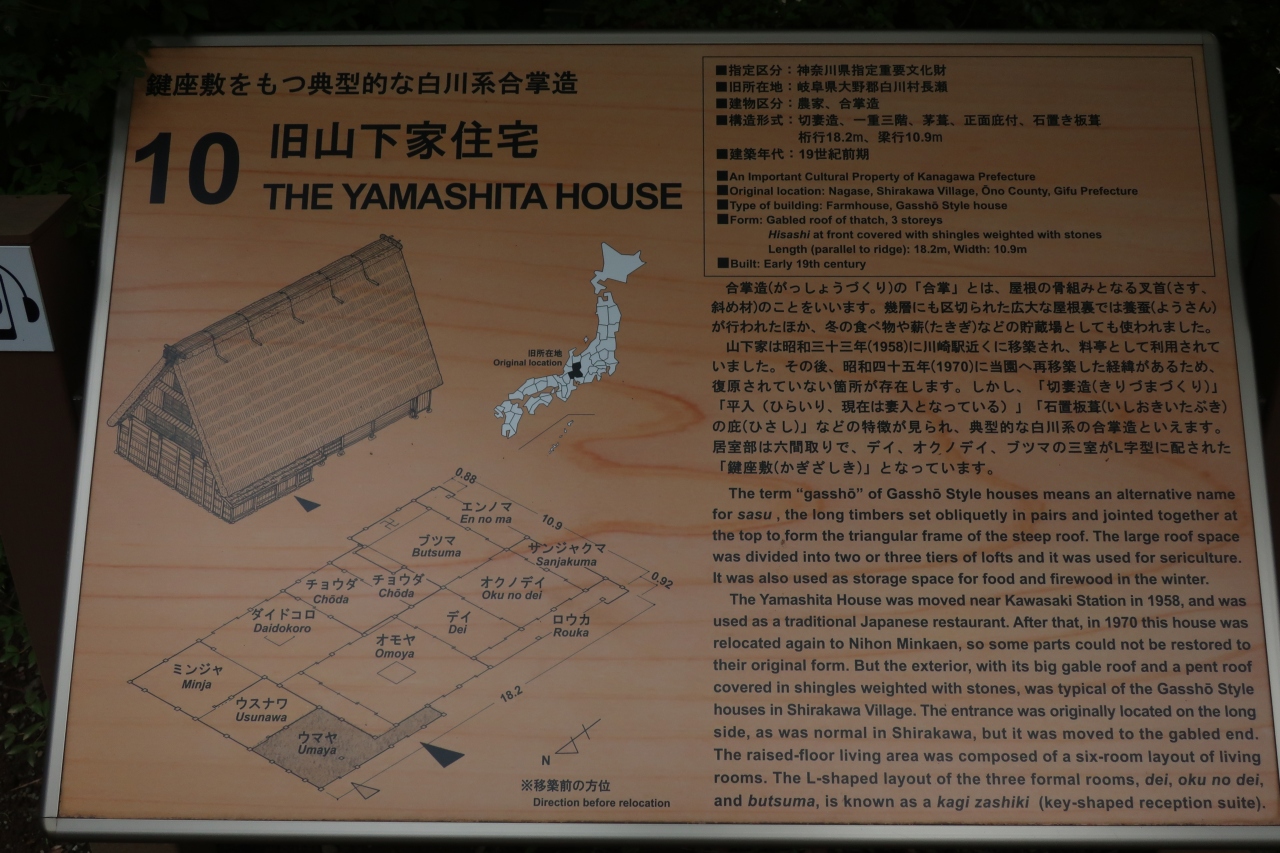 鍵座敷をもつ典型的な白川系合掌造
10
旧山下家住宅
THE YAMASHITA HOUSE
■指定区分：神奈川県指定重要文化財
■旧所在地：岐阜県大野郡白川村長瀬
■建物区分：農家、合掌造
■構造形式：切妻造、一重三階、茅葺、正面庇付、石置き板葺
桁行18.2m、梁行10.9m
■建築年代：19世紀前期
■An Important Cultural Property of Kanagawa Prefecture
■Original location: Nagase, Shirakawa Village, Ōno County, Gifu Prefecture
■Type of building: Farmhouse, Gasshō Style house
■Form: Gabled roof of thatch, 3 storeys
Hisashi at front covered with shingles weighted with stones
Length (parallel to ridge): 18.2m, Width: 10.9m
■Built: Early 19th century
合掌造(がっしょうづくり)の「合掌」とは、屋根の骨組みとなる叉首(さす、
斜め材)のことをいいます。幾層にも区切られた広大な屋根裏では養蚕(ようさん)
が行われたほか、冬の食べ物や薪(たきぎ)などの貯蔵場としても使われました。
山下家は昭和三十三年(1958)に川崎駅近くに移築され、料亭として利用されて
いました。その後、昭和四十五年(1970)に当園へ再移築した経緯があるため、
復原されていない箇所が存在します。しかし、「切妻造(きりづまづくり)」
「平入（ひらいり、現在は妻入となっている）」「石置板葺(いしおきいたぶき)
の庇(ひさし)」などの特徴が見られ、典型的な白川系の合掌造といえます。
居室部は六間取りで、デイ、オクノデイ、ブツマの三室がL字型に配された
「鍵座敷(かぎざしき)」となっています。
The term “gasshō” of Gasshō Style houses means an alternative name
for sasu , the long timbers set obliquetly in pairs and jointed together at
the top to form the triangular frame of the steep roof. The large roof space
was divided into two or three tiers of lofts and it was used for sericulture.
It was also used as storage space for food and firewood in the winter.
The Yamashita House was moved near Kawasaki Station in 1958, and was
used as a traditional Japanese restaurant. After that, in 1970 this house was
relocated again to Nihon Minkaen, so some parts could not be restored to
their original form. But the exterior, with its big gable roof and a pent roof
covered in shingles weighted with stones, was typical of the Gasshō Style
houses in Shirakawa Village. The entrance was originally located on the long
side, as was normal in Shirakawa, but it was moved to the gabled end.
The raised-floor living area was composed of a six-room layout of living
rooms. The L-shaped layout of the three formal rooms, dei, oku no dei,
and butsuma, is known as a kagi zashiki (key-shaped reception suite).
旧所在地
Original location
0.88
エンノマ
En no ma
10.9
卍
ブツマ
Butsuma
サンジャクマ
Sanjakuma
0.92
チョウダ
Chōda
チョウダ
Chōda
オクノデイ
Oku no dei
ダイドコロ
Daidokoro
デイ
Dei
ロウカ
Rouka
オモヤ
Omoya
ミンジャ
Minja
18.2
ウスナワ
Usunawa
ウマヤ
Umaya
N
※移築前の方位
Direction before relocation